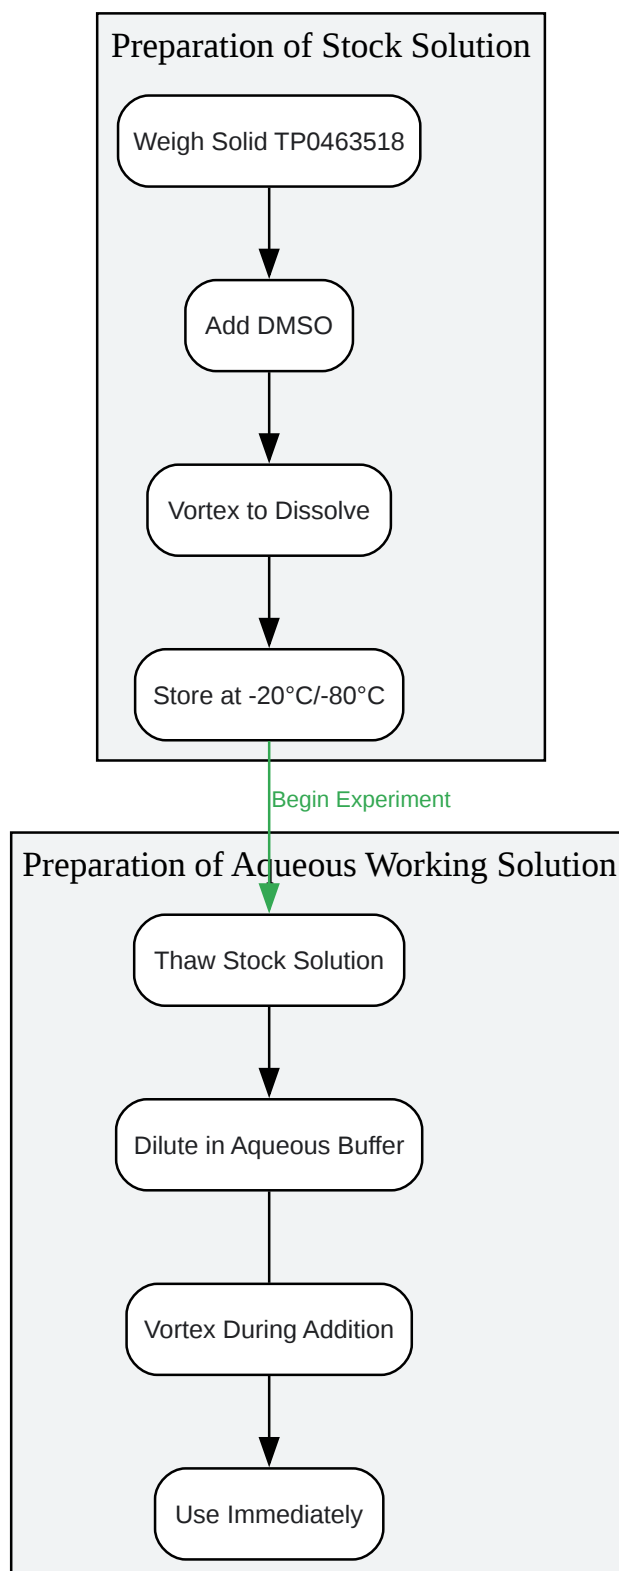 Preparation of Stock Solution
Weigh Solid TP0463518
Add DMSO
Vortex to Dissolve
Store at -20°C/-80°C
Begin Experiment
Preparation of Aqueous Working Solution
Thaw Stock Solution
Dilute in Aqueous Buffer
Vortex During Addition
Use Immediately